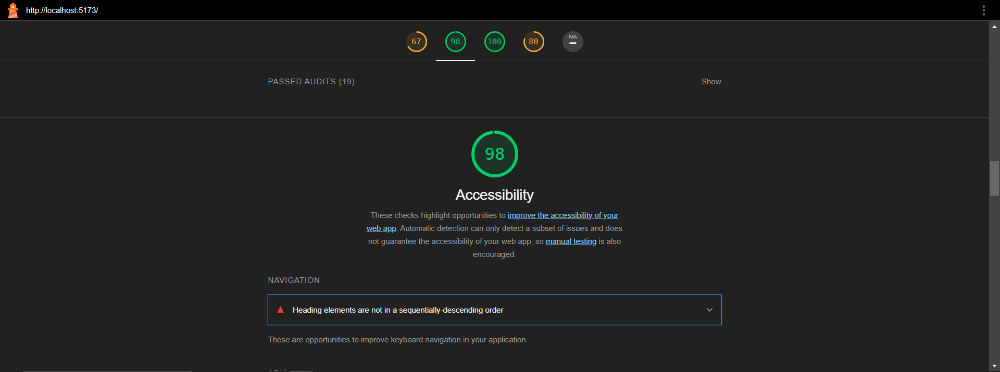 http://localhost:5173/
67 98 100 80 PWA
PASSED AUDITS (19) Show
98
Accessibility
These checks highlight opportunities to improve the accessibility of your
web app. Automatic detection can only detect a subset of issues and does
not guarantee the accessibility of your web app, so manual testing is also
encouraged.
NAVIGATION
Heading elements are not in a sequentially-descending order
These are opportunities to improve keyboard navigation in your application.